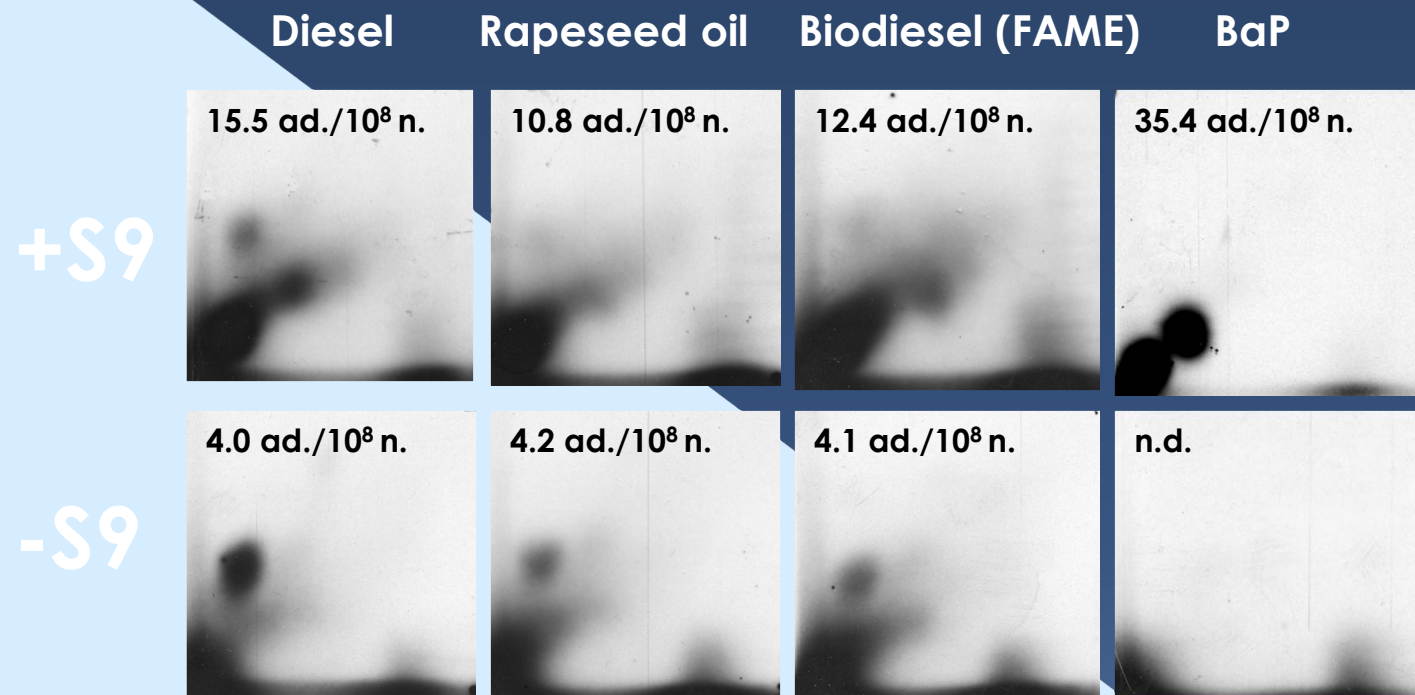 Diesel Rapeseed oil Biodiesel (FAME) BaP
+S9
15.5 ad./10⁸ n. 10.8 ad./10⁸ n. 12.4 ad./10⁸ n. 35.4 ad./10⁸ n.
-S9
4.0 ad./10⁸ n. 4.2 ad./10⁸ n. 4.1 ad./10⁸ n. n.d.